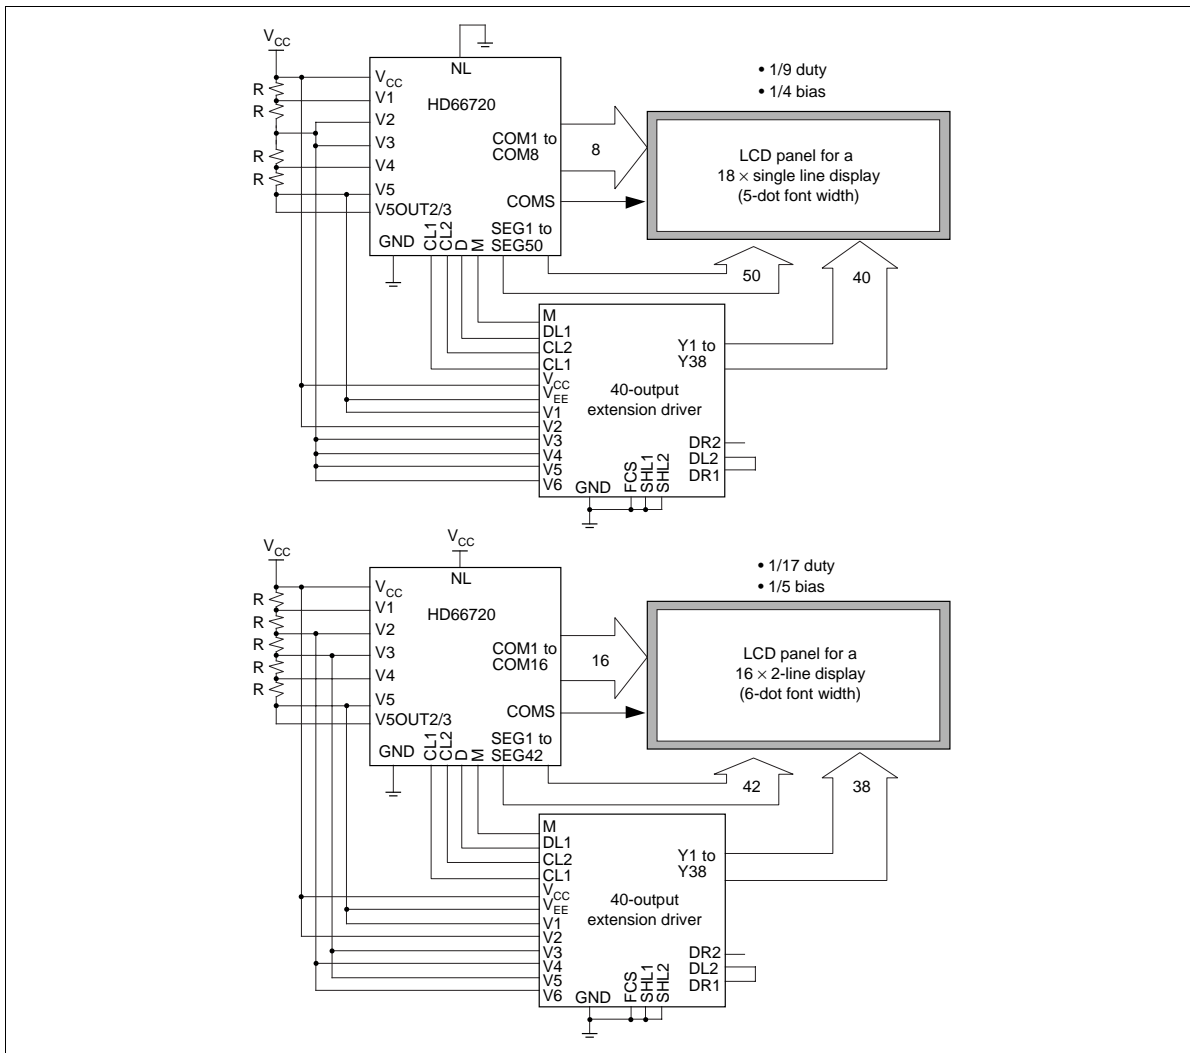 VCC
NL
• 1/9 duty
• 1/4 bias
R
R
R
R
VCC
V1
V2
V3
V4
V5
V5OUT2/3
HD66720
COM1 to
COM8
8
COMS
SEG1 to
SEG50
GND
CL1
CL2
D
M
LCD panel for a
18 × single line display
(5-dot font width)
50
40
M
DL1
CL2
CL1
VCC
VEE
V1
V2
V3
V4
V5
V6
Y1 to
Y38
40-output
extension driver
DR2
DL2
DR1
GND
FCS
SHL1
SHL2
VCC
VCC
NL
• 1/17 duty
• 1/5 bias
R
R
R
R
R
VCC
V1
V2
V3
V4
V5
V5OUT2/3
HD66720
COM1 to
COM16
16
COMS
SEG1 to
SEG42
GND
CL1
CL2
D
M
LCD panel for a
16 × 2-line display
(6-dot font width)
42
38
M
DL1
CL2
CL1
VCC
VEE
V1
V2
V3
V4
V5
V6
Y1 to
Y38
40-output
extension driver
DR2
DL2
DR1
GND
FCS
SHL1
SHL2